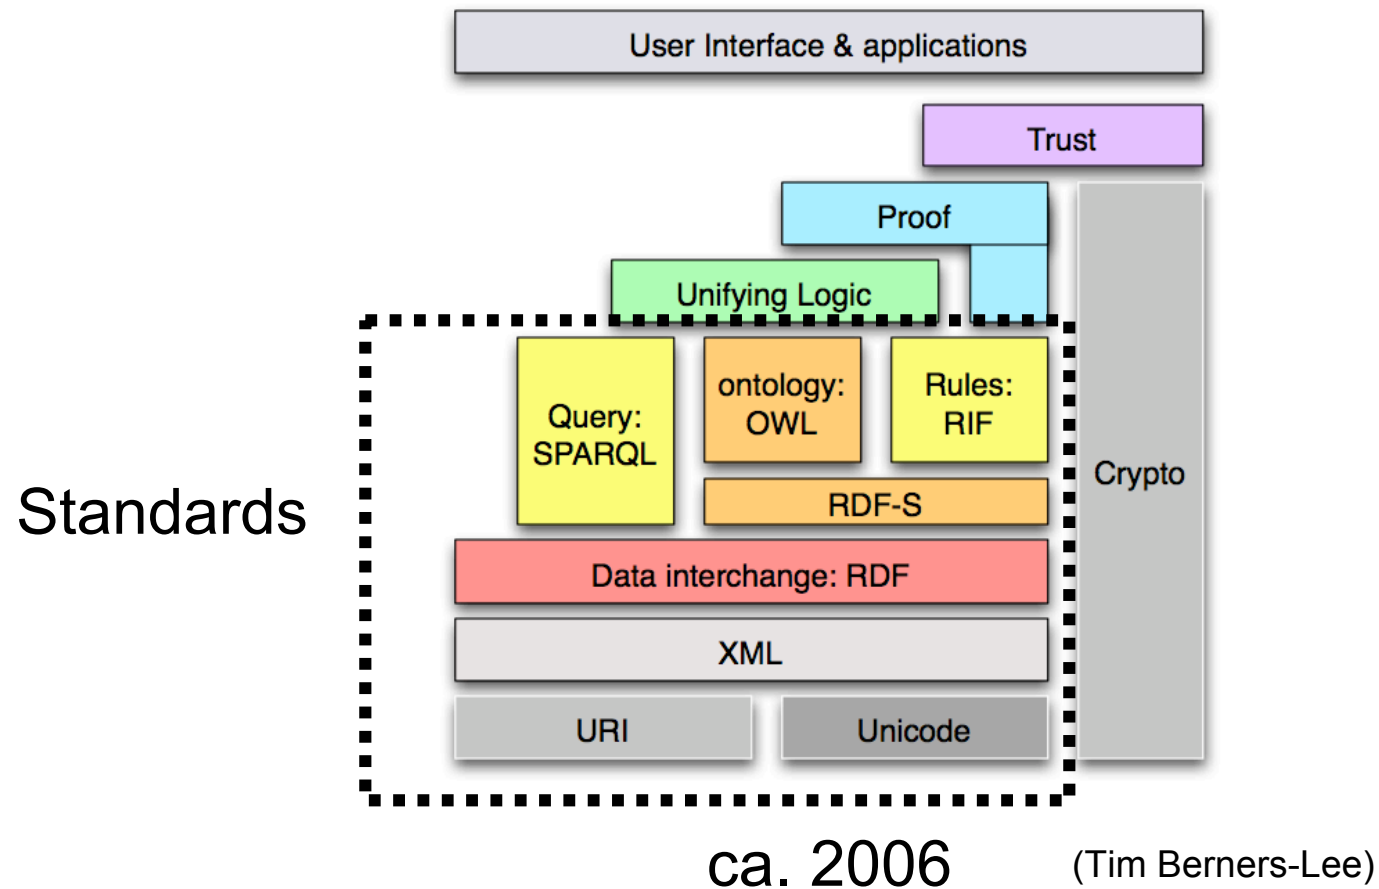 User Interface & applications
Trust
Proof
Unifying Logic
Query:
SPARQL
ontology:
OWL
Rules:
RIF
Crypto
RDF-S
Standards
Data interchange: RDF
XML
URI
Unicode
ca. 2006
(Tim Berners-Lee)